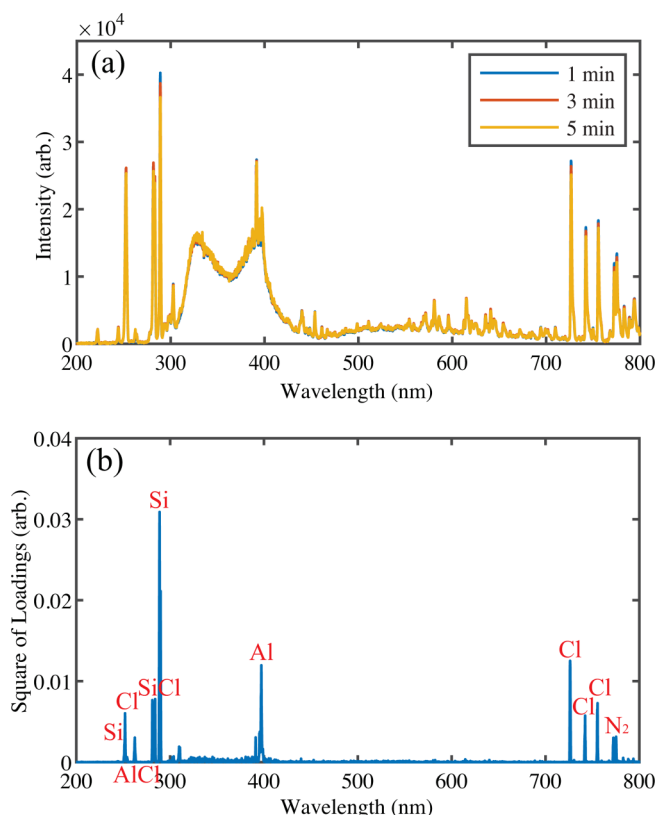 × 10⁴
(a)
1 min
3 min
5 min
4
3
2
1
0
Intensity (arb.)
200 300 400 500 600 700 800
Wavelength (nm)
(b)
0.04
0.03
0.02
0.01
0
Square of Loadings (arb.)
Si
Al
Cl
SiCl
Cl
Cl
Cl
Si
N₂
AlCl
200 300 400 500 600 700 800
Wavelength (nm)